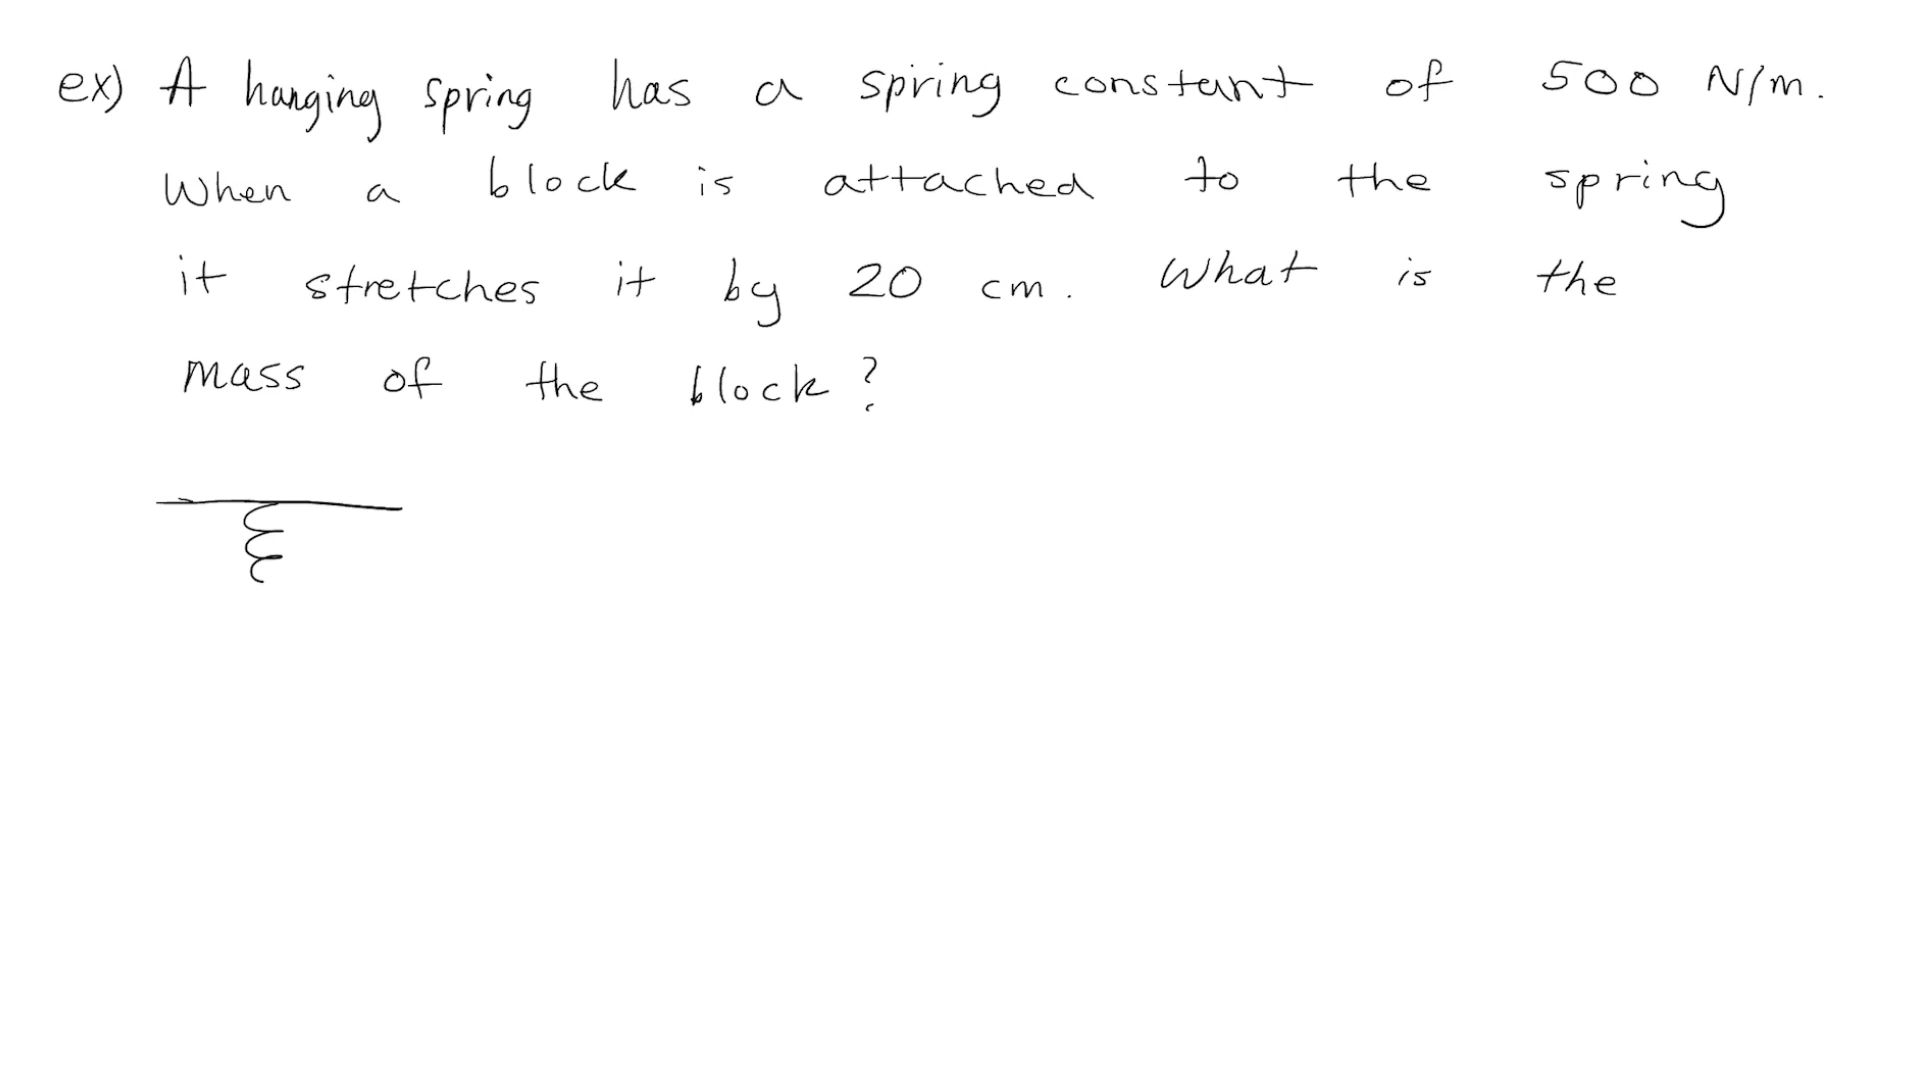 ex) A hanging spring has a spring constant of 500 N/m.
When a block is attached to the spring
it stretches it by 20 cm. What is the
mass of the block?